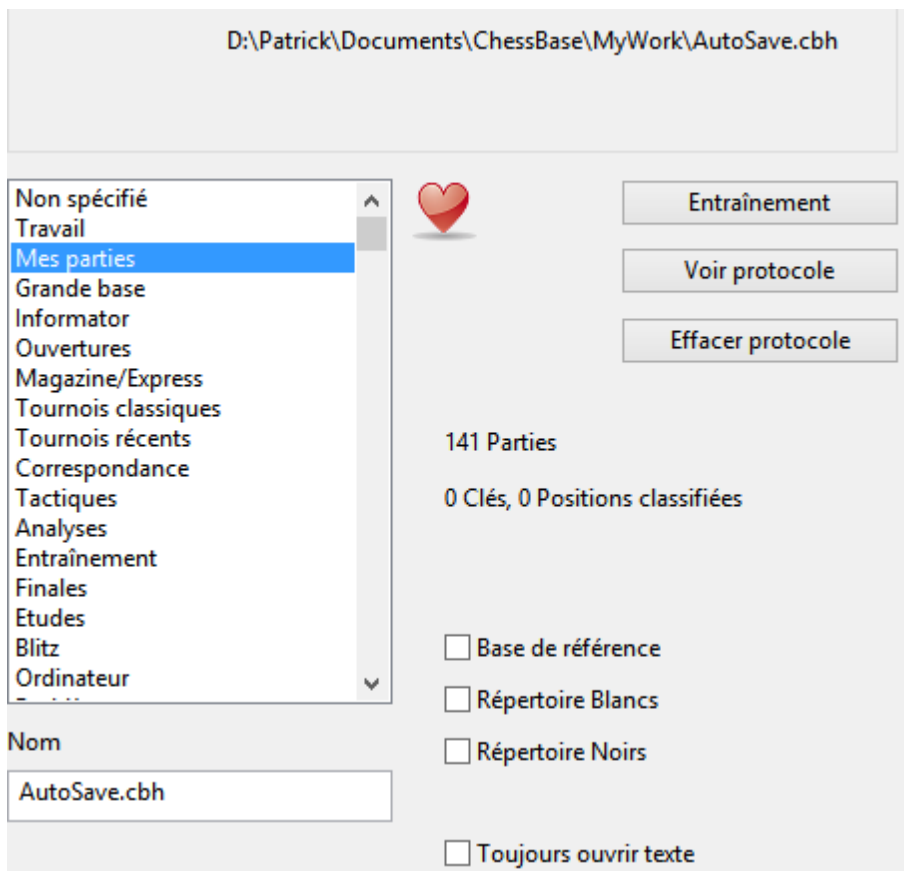 D:\Patrick\Documents\ChessBase\MyWork\AutoSave.cbh
Non spécifié
Travail
Mes parties
Grande base
Informator
Ouvertures
Magazine/Express
Tournois classiques
Tournois récents
Correspondance
Tactiques
Analyses
Entraînement
Finales
Etudes
Blitz
Ordinateur
Nom
AutoSave.cbh
Entraînement
Voir protocole
Effacer protocole
141 Parties
0 Clés, 0 Positions classifiées
Base de référence
Répertoire Blancs
Répertoire Noirs
Toujours ouvrir texte